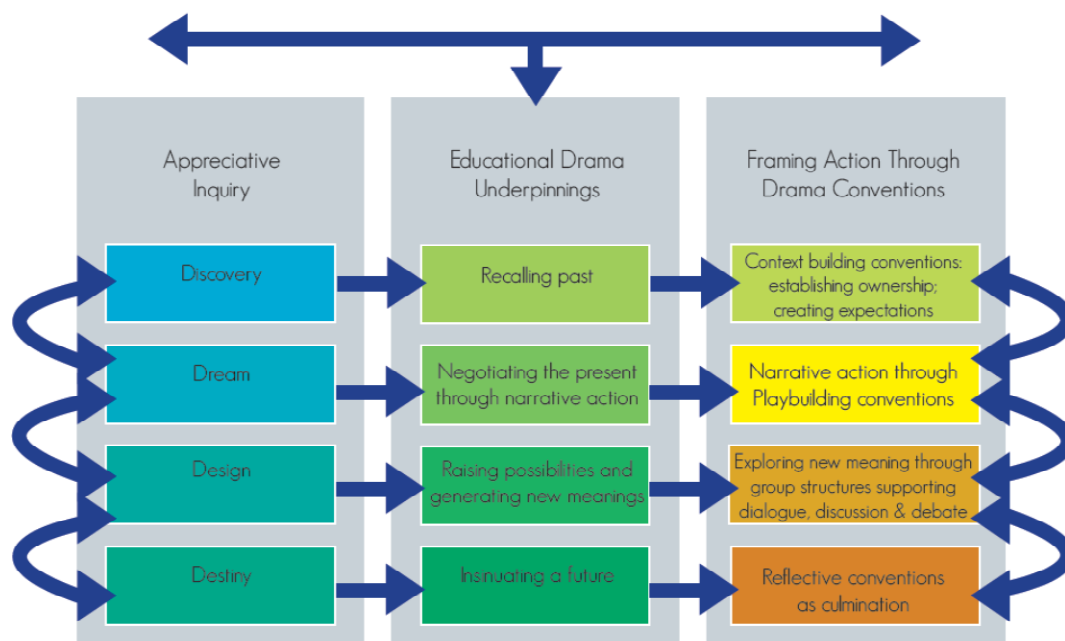 Appreciative
Inquiry
Educational Drama
Underpinnings
Framing Action Through
Drama Conventions
Discovery
Recalling past
Context building conventions:
establishing ownership;
creating expectations
Dream
Negotiating the present
through narrative action
Narrative action through
Playbuilding conventions
Design
Raising possibilities and
generating new meanings
Exploring new meaning through
group structures supporting
dialogue, discussion & debate
Destiny
Insinuating a future
Reflective conventions
as culmination